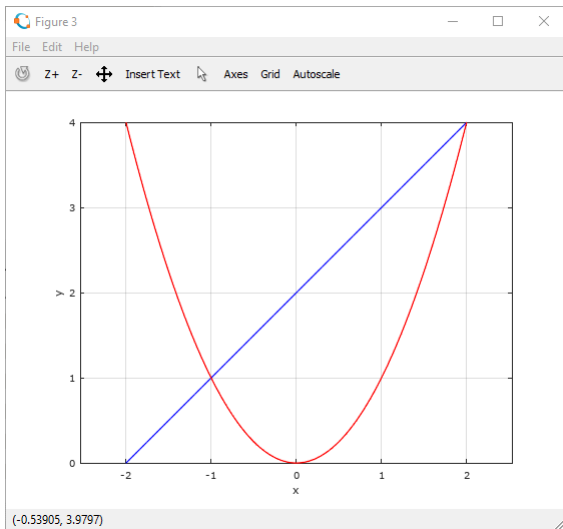 Figure 3
File Edit Help
Z+ Z- Insert Text Axes Grid Autoscale
4
3
y 2
1
0
-2 -1 0 1 2
x
(-0.53905, 3.9797)